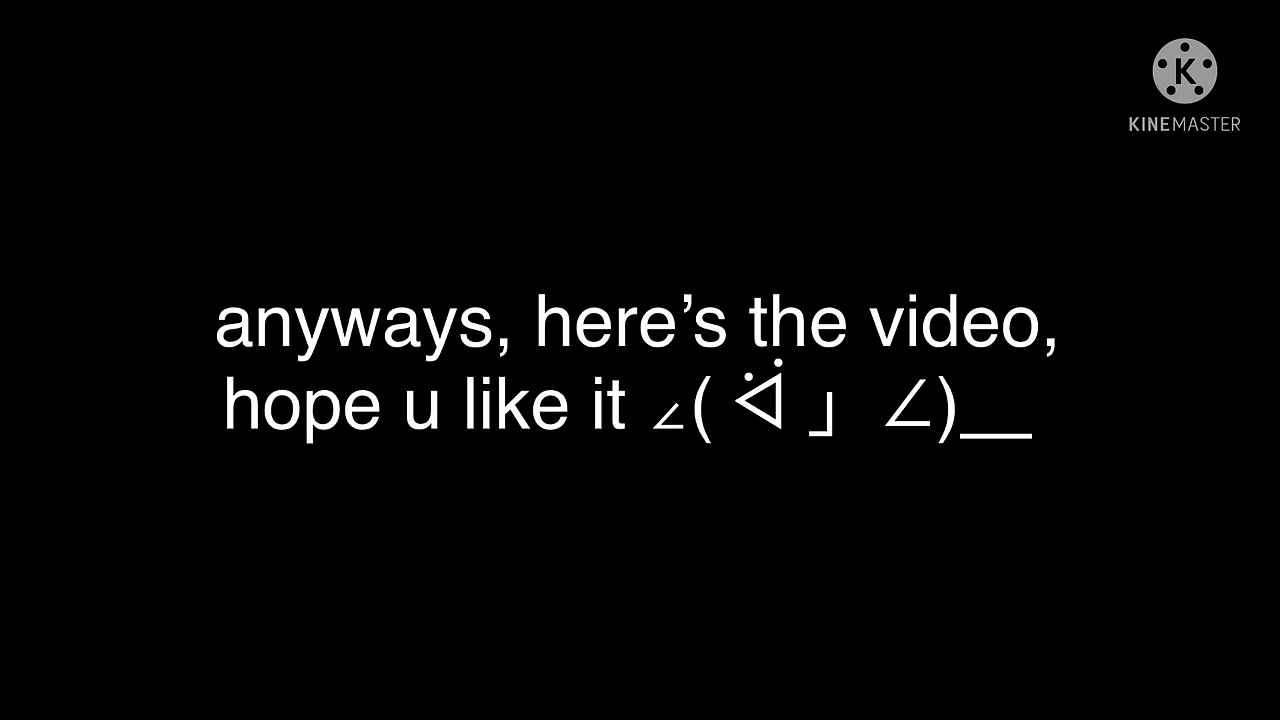 K
KINEMASTER
anyways, here’s the video,
hope u like it ∠( ᐛ 」∠)__